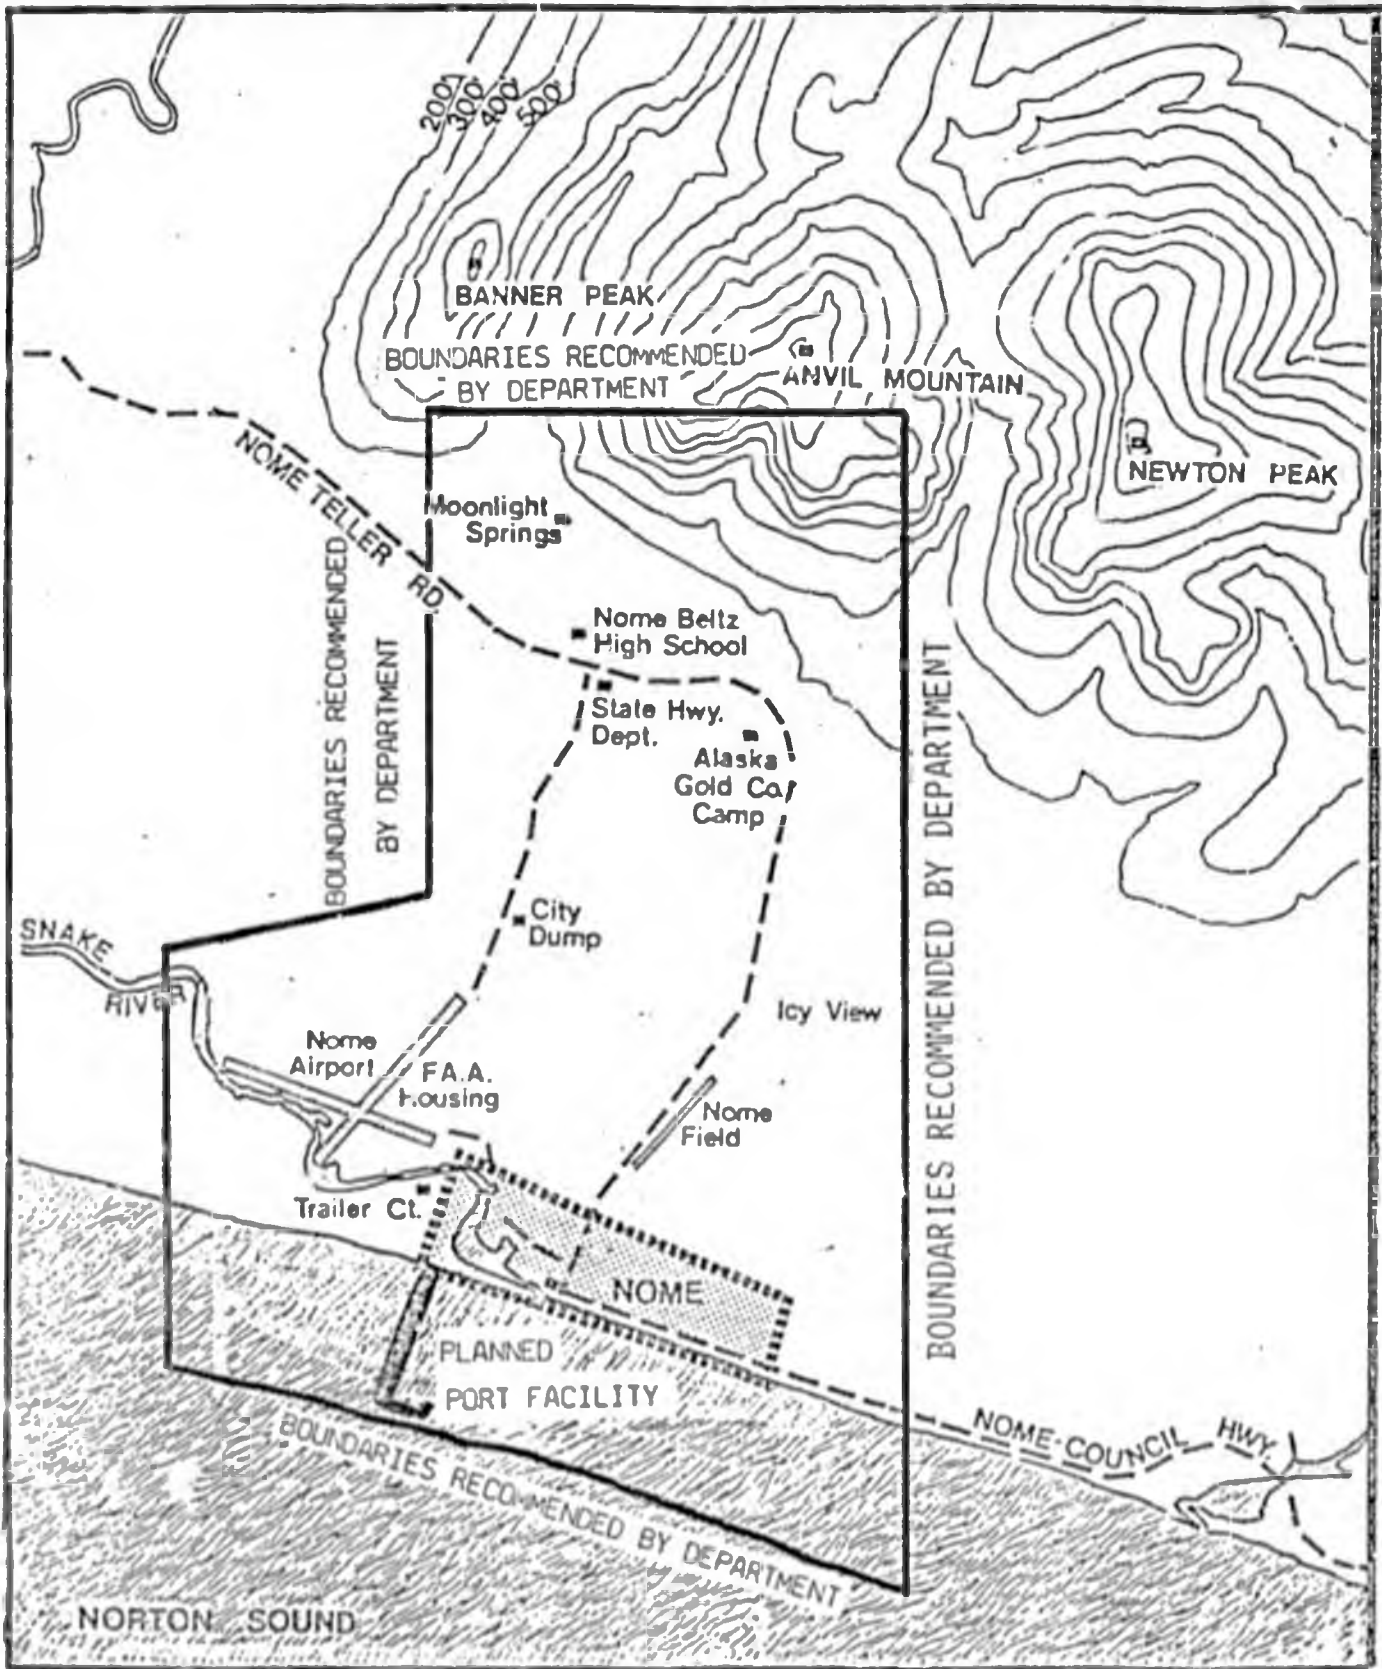 200'
300'
400'
500'
BANNER PEAK
BOUNDARIES RECOMMENDED
BY DEPARTMENT
ANVIL MOUNTAIN
NEWTON PEAK
NOME TELLER RD.
Moonlight
Springs
BOUNDARIES RECOMMENDED
BY DEPARTMENT
Nome Beltz
High School
State Hwy.
Dept.
Alaska
Gold Co.
Camp
BOUNDARIES RECOMMENDED BY DEPARTMENT
City
Dump
SNAKE
RIVER
Icy View
Nome
Airport
F.A.A.
Housing
Nome
Field
Trailer Ct.
NOME
PLANNED
PORT FACILITY
NOME-COUNCIL HWY.
BOUNDARIES RECOMMENDED BY DEPARTMENT
NORTON SOUND